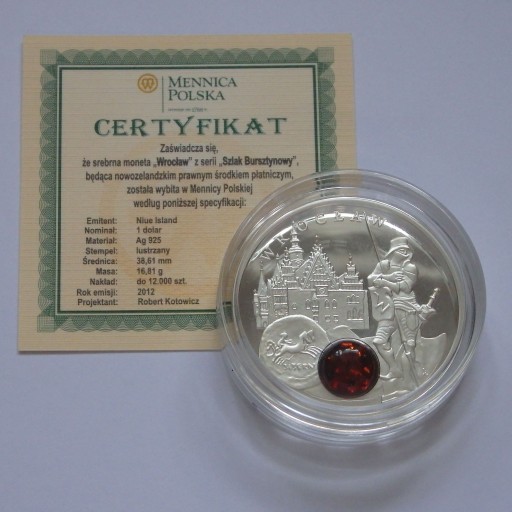 MENNICA
POLSKA
CERTYFIKAT
Zaświadcza się,
że srebrna moneta „Wrocław" z serii „Szlak Bursztynowy",
będąca nowozelandzkim prawnym środkiem płatniczym,
została wybita w Mennicy Polskiej
według poniższej specyfikacji:
Emitent: Niue Island
Nominał: 1 dolar
Materiał: Ag 925
Stempel: lustrzany
Średnica: 38,61 mm
Masa: 16,81 g
Nakład: do 12.000 szt.
Rok emisji: 2012
Projektant: Robert Kotowicz
WROCŁAW